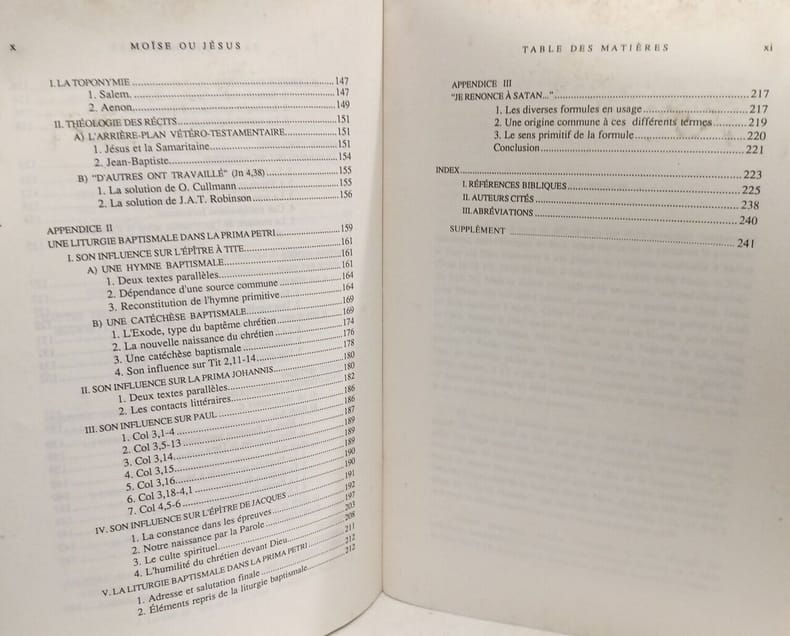 x
MOÏSE OU JÉSUS
I. LA TOPONYMIE ........ 147
1. Salem. ........ 147
2. Aenon. ........ 149
II. THÉOLOGIE DES RÉCITS ........ 151
A) L'ARRIÈRE-PLAN VÉTÉRO-TESTAMENTAIRE ........ 151
1. Jésus et la Samaritaine ........ 151
2. Jean-Baptiste ........ 154
B) "D'AUTRES ONT TRAVAILLÉ" (Jn 4,38) ........ 155
1. La solution de O. Cullmann ........ 155
2. La solution de J.A.T. Robinson ........ 156
APPENDICE II
UNE LITURGIE BAPTISMALE DANS LA PRIMA PETRI ........ 159
I. SON INFLUENCE SUR L'ÉPÎTRE À TITE ........ 161
A) UNE HYMNE BAPTISMALE ........ 161
1. Deux textes parallèles ........ 161
2. Dépendance d'une source commune ........ 164
3. Reconstitution de l'hymne primitive ........ 164
B) UNE CATÉCHÈSE BAPTISMALE ........ 169
1. L'Exode, type du baptême chrétien ........ 169
2. La nouvelle naissance du chrétien ........ 174
3. Une catéchèse baptismale ........ 176
4. Son influence sur Tit 2,11-14 ........ 178
II. SON INFLUENCE SUR LA PRIMA JOHANNIS ........ 180
1. Deux textes parallèles ........ 180
2. Les contacts littéraires ........ 182
III. SON INFLUENCE SUR PAUL ........ 186
1. Col 3,1-4 ........ 186
2. Col 3,5-13 ........ 187
3. Col 3,14 ........ 189
4. Col 3,15 ........ 189
5. Col 3,16 ........ 189
6. Col 3,18-4,1 ........ 190
7. Col 4,5-6 ........ 190
IV. SON INFLUENCE SUR L'ÉPÎTRE DE JACQUES ........ 191
1. La constance dans les épreuves ........ 192
2. Notre naissance par la Parole ........ 197
3. Le culte spirituel ........ 203
4. L'humilité du chrétien devant Dieu ........ 208
V. LA LITURGIE BAPTISMALE DANS LA PRIMA PETRI ........ 211
1. Adresse et salutation finale ........ 212
2. Éléments repris de la liturgie baptismale ........ 212
TABLE DES MATIÈRES
xi
APPENDICE III
"JE RENONCE À SATAN..." ........ 217
1. Les diverses formules en usage ........ 217
2. Une origine commune à ces différents termes ........ 219
3. Le sens primitif de la formule ........ 220
Conclusion ........ 221
INDEX ........ 223
I. RÉFÉRENCES BIBLIQUES ........ 225
II. AUTEURS CITÉS ........ 238
III. ABRÉVIATIONS ........ 240
SUPPLÉMENT ........ 241